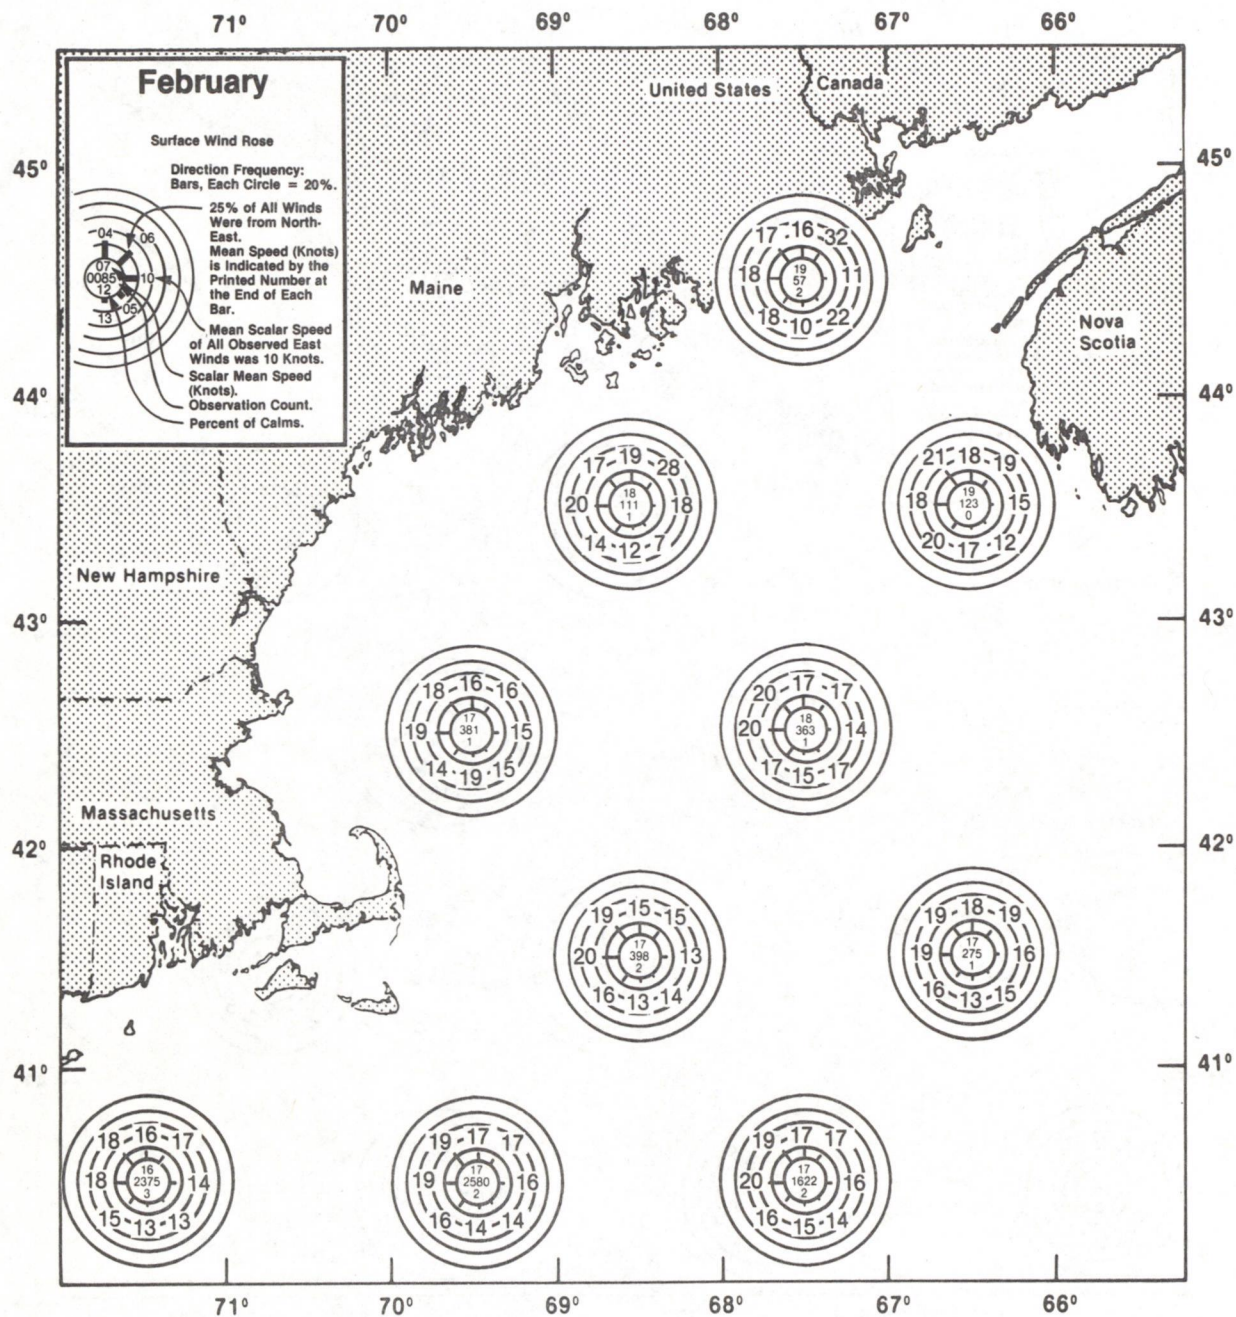 71° 70° 69° 68° 67° 66°
February
Surface Wind Rose
Direction Frequency:
Bars, Each Circle = 20%.
25% of All Winds
Were from North-
East.
Mean Speed (Knots)
is Indicated by the
Printed Number at
the End of Each
Bar.
Mean Scalar Speed
of All Observed East
Winds was 10 Knots.
Scalar Mean Speed
(Knots).
Observation Count.
Percent of Calms.
04
06
07
0085
10
12
05
13
United States
Canada
45° 45°
Maine
Nova
Scotia
17 16 32
19
18 57 11
2
18 10 22
44° 44°
17 19 28
18
20 111 18
1
14 12 7
21 18 19
19
18 123 15
0
20 17 12
New Hampshire
43° 43°
18 16 16
17
19 381 15
1
14 19 15
20 17 17
18
20 363 14
1
17 15 17
Massachusetts
42° 42°
Rhode
Island
19 15 15
17
20 398 13
2
16 13 14
19 18 19
17
19 275 16
1
16 13 15
41° 41°
18 16 17
16
18 2375 14
3
15 13 13
19 17 17
17
19 2580 16
2
16 14 14
19 17 17
17
20 1622 16
2
16 15 14
71° 70° 69° 68° 67° 66°